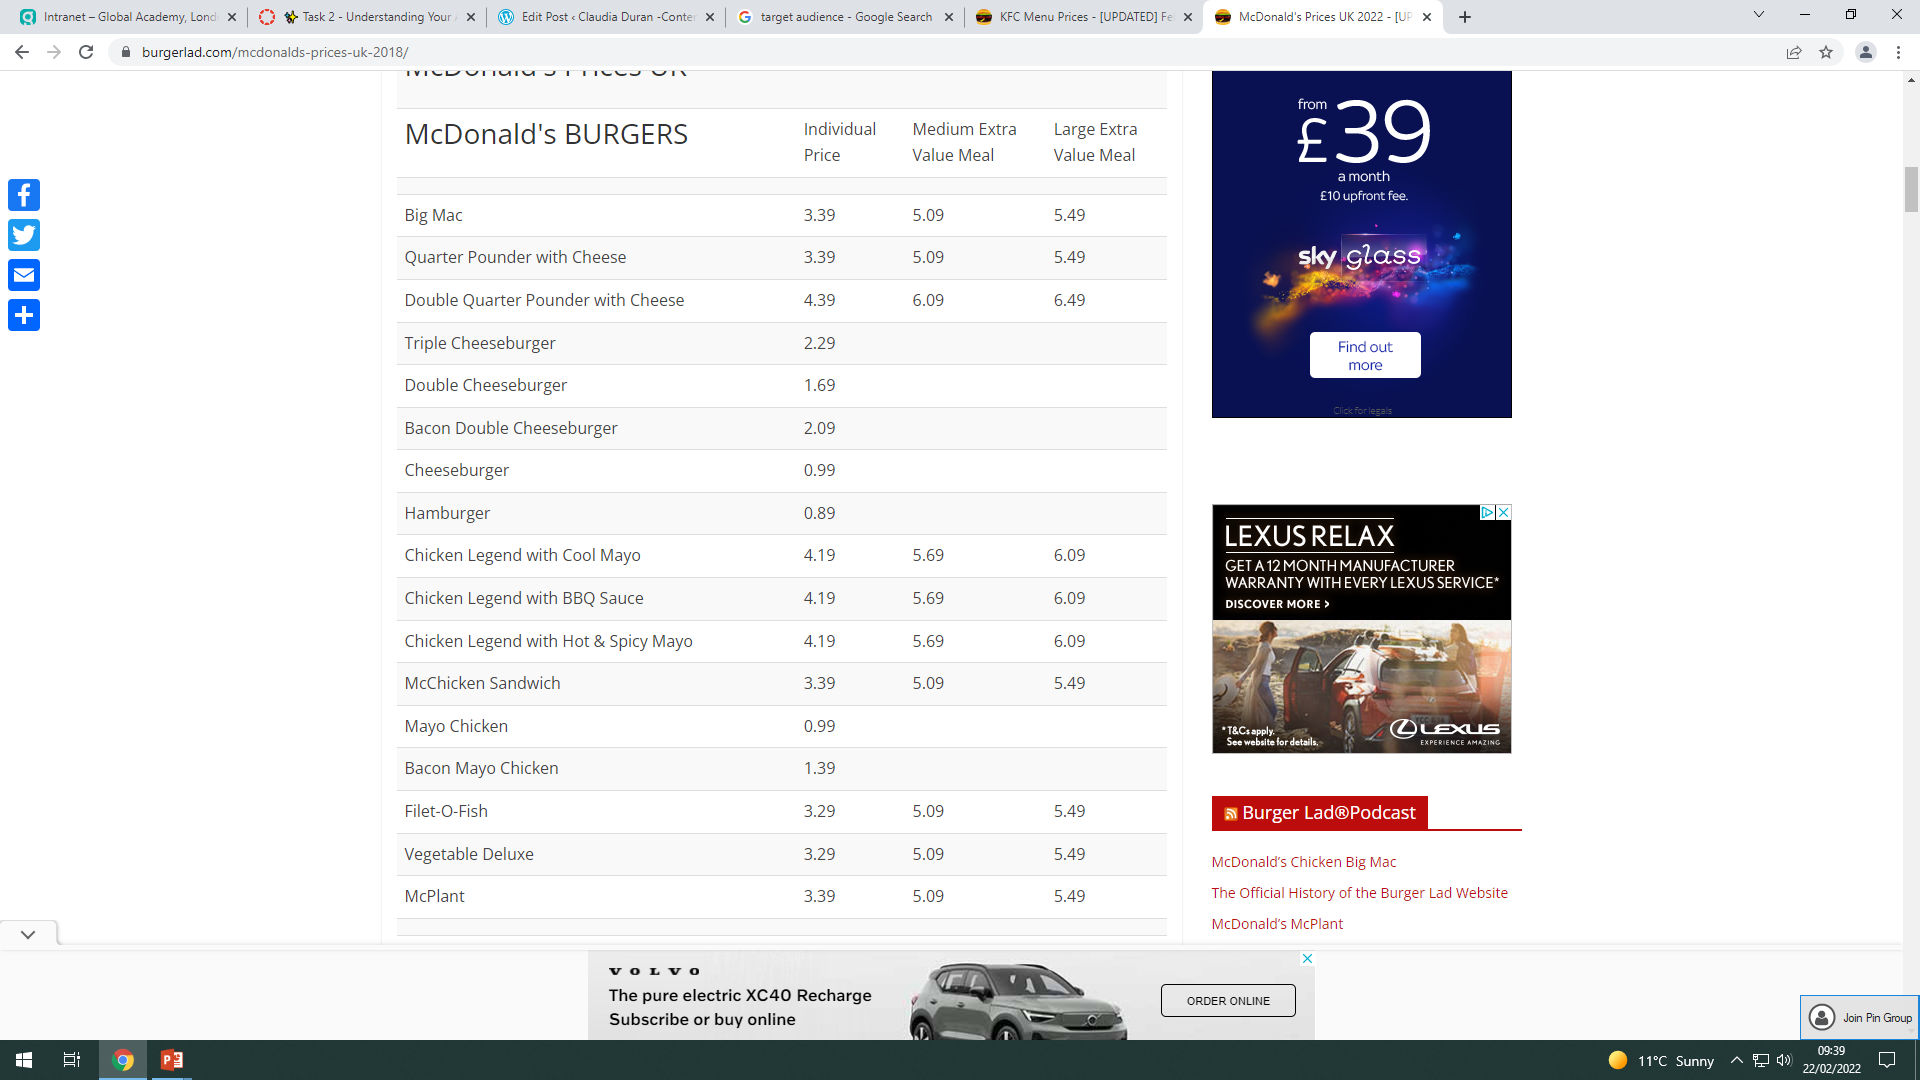 Intranet – Global Academy, Lond
Task 2 - Understanding Your A
Edit Post ‹ Claudia Duran -Conten
target audience - Google Search
KFC Menu Prices - [UPDATED] Fe
McDonald's Prices UK 2022 - [UP
burgerlad.com/mcdonalds-prices-uk-2018/
McDonald's Prices UK
McDonald's BURGERS Individual Price Medium Extra Value Meal Large Extra Value Meal
Big Mac 3.39 5.09 5.49
Quarter Pounder with Cheese 3.39 5.09 5.49
Double Quarter Pounder with Cheese 4.39 6.09 6.49
Triple Cheeseburger 2.29
Double Cheeseburger 1.69
Bacon Double Cheeseburger 2.09
Cheeseburger 0.99
Hamburger 0.89
Chicken Legend with Cool Mayo 4.19 5.69 6.09
Chicken Legend with BBQ Sauce 4.19 5.69 6.09
Chicken Legend with Hot & Spicy Mayo 4.19 5.69 6.09
McChicken Sandwich 3.39 5.09 5.49
Mayo Chicken 0.99
Bacon Mayo Chicken 1.39
Filet-O-Fish 3.29 5.09 5.49
Vegetable Deluxe 3.29 5.09 5.49
McPlant 3.39 5.09 5.49
from
£39
a month
£10 upfront fee.
sky glass
Find out
more
Click for legals
LEXUS RELAX
GET A 12 MONTH MANUFACTURER
WARRANTY WITH EVERY LEXUS SERVICE*
DISCOVER MORE >
*T&Cs apply.
See website for details.
LEXUS
EXPERIENCE AMAZING
Burger Lad®Podcast
McDonald's Chicken Big Mac
The Official History of the Burger Lad Website
McDonald's McPlant
VOLVO
The pure electric XC40 Recharge
Subscribe or buy online
ORDER ONLINE
Join Pin Group
11°C Sunny
09:39
22/02/2022